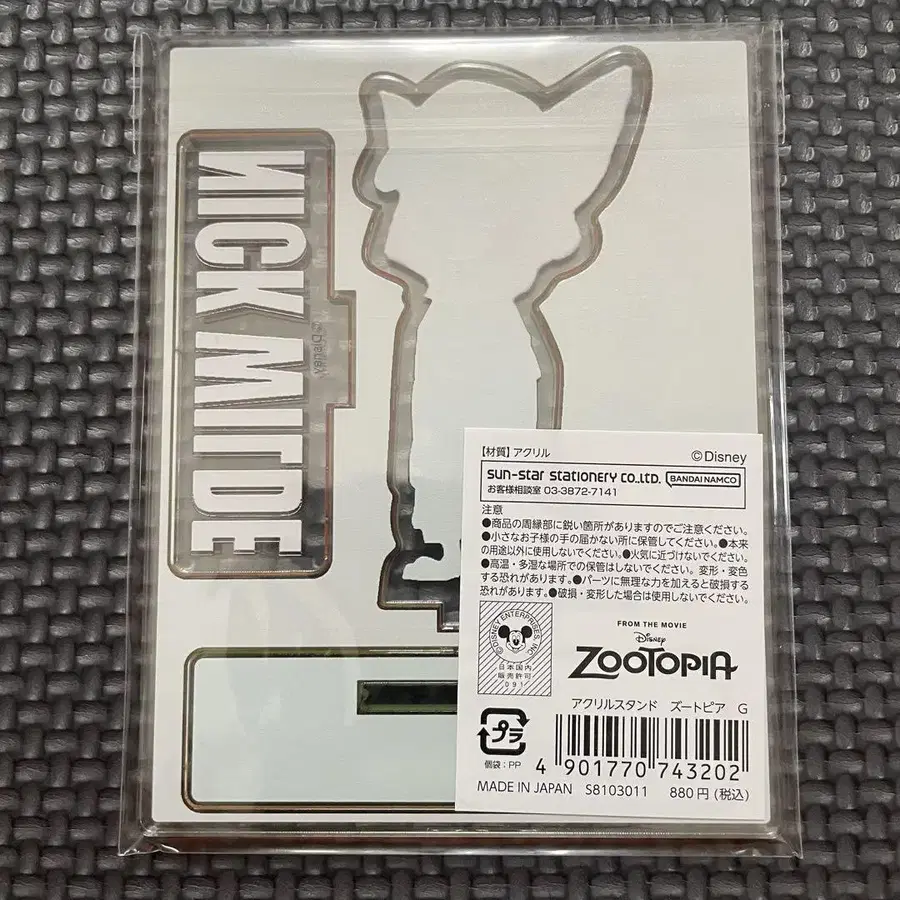 NICK WILDE
©Disney
【材質】アクリル
©Disney
sun-star stationery co.,ltd.
BANDAI NAMCO
お客様相談室 03-3872-7141
注意
●商品の周縁部に鋭い箇所がありますのでご注意ください。
●小さなお子様の手の届かない所に保管してください。●本来
の用途以外に使用しないでください。●火気に近づけないでください。
●高温・多湿な場所での保管はしないでください。変形・変色
する恐れがあります。●パーツに無理な力を加えると破損する
恐れがあります。●破損・変形した場合は使用しないでください。
©DISNEY ENTERPRISES, INC.
日本国内
販売許可
091
FROM THE MOVIE
Disney
ZOOTOPIA
アクリルスタンド ズートピア G
プラ
個袋：PP
4 901770 743202
MADE IN JAPAN S8103011 880円（税込）